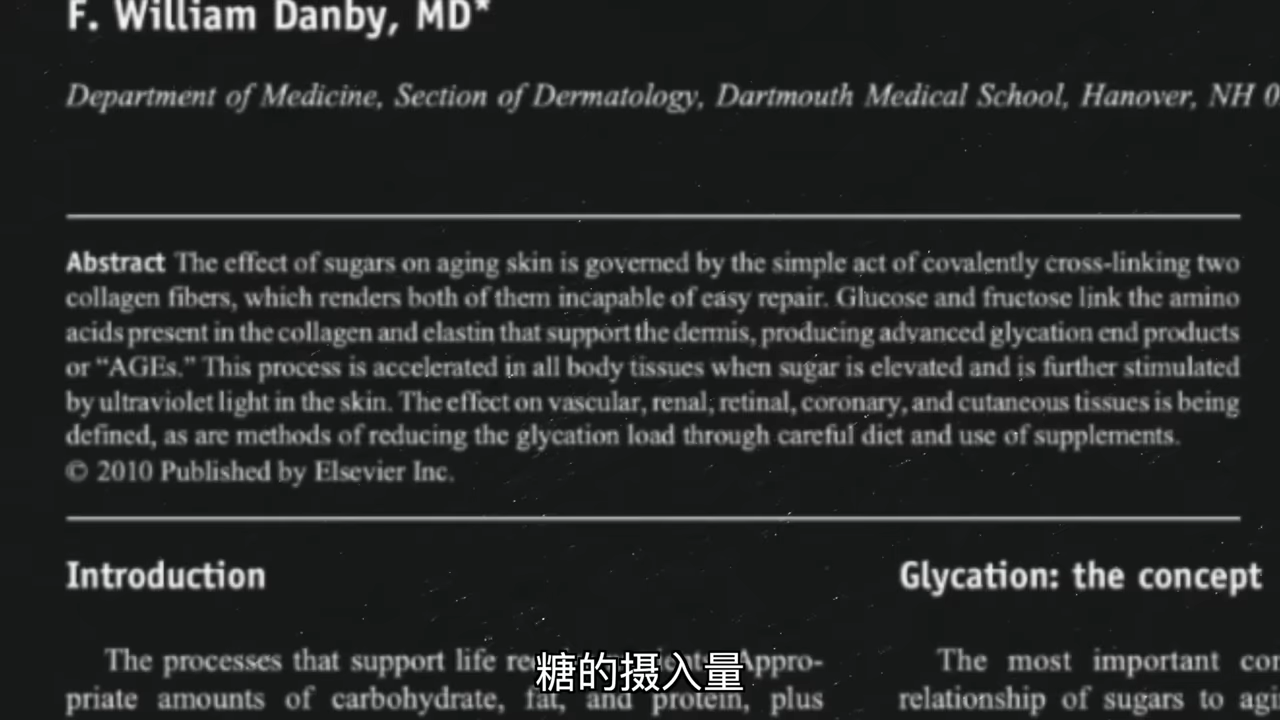 F. William Danby, MD*
Department of Medicine, Section of Dermatology, Dartmouth Medical School, Hanover, NH 0
Abstract The effect of sugars on aging skin is governed by the simple act of covalently cross-linking two
collagen fibers, which renders both of them incapable of easy repair. Glucose and fructose link the amino
acids present in the collagen and elastin that support the dermis, producing advanced glycation end products
or “AGEs.” This process is accelerated in all body tissues when sugar is elevated and is further stimulated
by ultraviolet light in the skin. The effect on vascular, renal, retinal, coronary, and cutaneous tissues is being
defined, as are methods of reducing the glycation load through careful diet and use of supplements.
© 2010 Published by Elsevier Inc.
Introduction
The processes that support life Appro-
priate amounts of carbohydrate, fat, and protein, plus
Glycation: the concept
The most important
relationship of sugars to
糖的摄入量